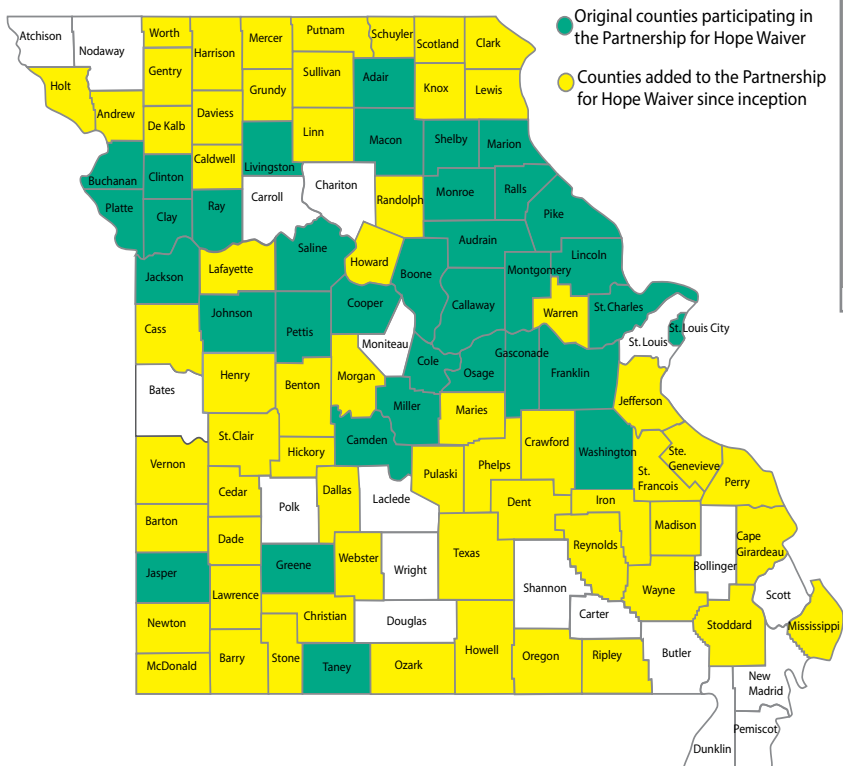 Original counties participating in
the Partnership for Hope Waiver
Counties added to the Partnership
for Hope Waiver since inception
Atchison
Nodaway
Worth
Harrison
Mercer
Putnam
Schuyler
Scotland
Clark
Holt
Gentry
Sullivan
Adair
Knox
Lewis
Andrew
De Kalb
Daviess
Grundy
Linn
Macon
Shelby
Marion
Buchanan
Clinton
Caldwell
Livingston
Carroll
Chariton
Randolph
Monroe
Ralls
Pike
Platte
Clay
Ray
Saline
Howard
Boone
Audrain
Montgomery
Lincoln
Jackson
Lafayette
Cooper
Callaway
Warren
St. Charles
St. Louis City
St. Louis
Cass
Johnson
Pettis
Moniteau
Cole
Osage
Gasconade
Franklin
Bates
Henry
Benton
Morgan
Miller
Maries
Jefferson
St. Clair
Hickory
Camden
Crawford
Washington
Ste.
Genevieve
St.
Francois
Perry
Vernon
Cedar
Polk
Dallas
Laclede
Pulaski
Phelps
Dent
Iron
Barton
Dade
Madison
Cape
Girardeau
Jasper
Greene
Webster
Wright
Texas
Reynolds
Bollinger
Shannon
Wayne
Scott
Lawrence
Newton
Christian
Douglas
Carter
Stoddard
Mississippi
McDonald
Barry
Stone
Taney
Ozark
Howell
Oregon
Ripley
Butler
New
Madrid
Pemiscot
Dunklin